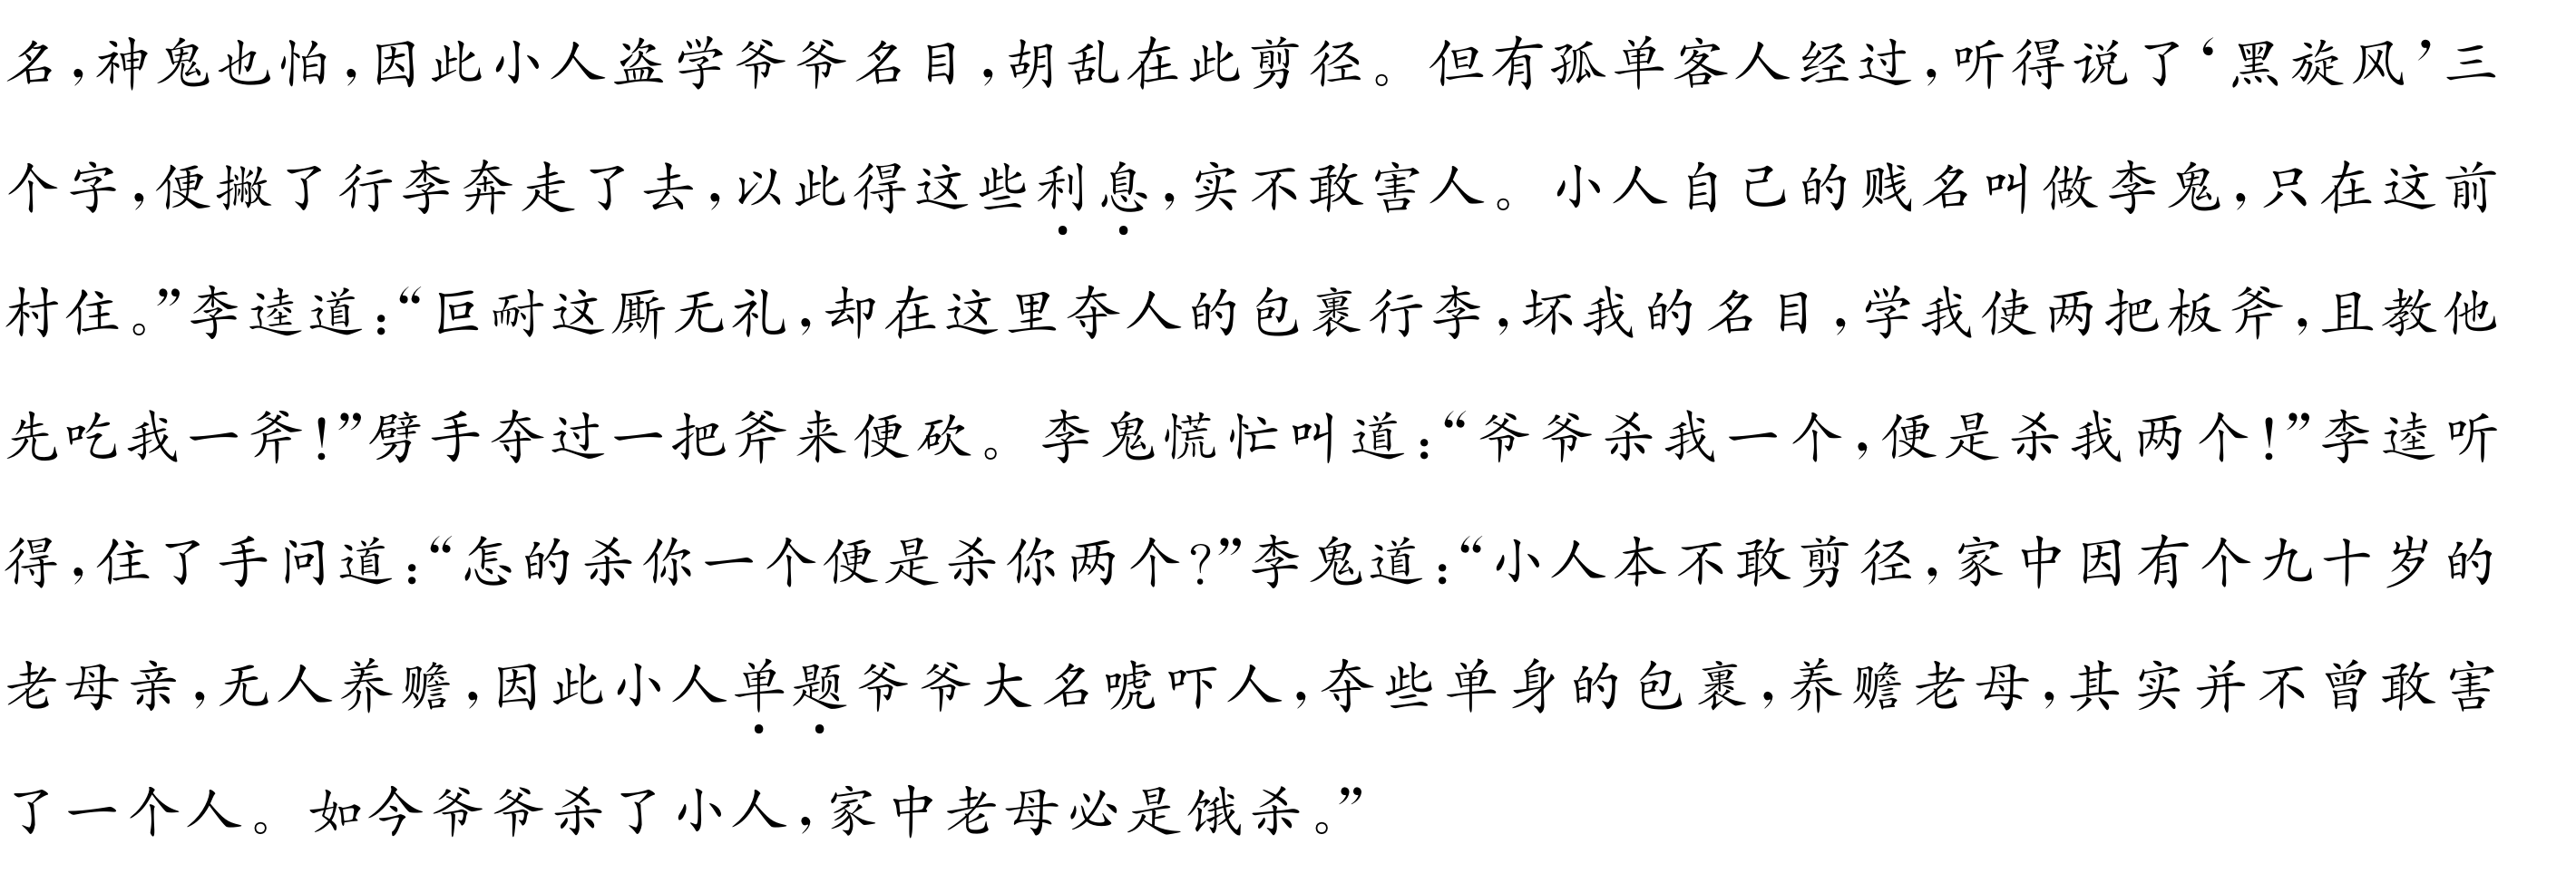 名,神鬼也怕,因此小人盗学爷爷名目,胡乱在此剪径。但有孤单客人经过,听得说了‘黑旋风’三
个字,便撇了行李奔走了去,以此得这些利息,实不敢害人。小人自己的贱名叫做李鬼,只在这前
村住。”李逵道:“叵耐这厮无礼,却在这里夺人的包裹行李,坏我的名目,学我使两把板斧,且教他
先吃我一斧!”劈手夺过一把斧来便砍。李鬼慌忙叫道:“爷爷杀我一个,便是杀我两个!”李逵听
得,住了手问道:“怎的杀你一个便是杀你两个?”李鬼道:“小人本不敢剪径,家中因有个九十岁的
老母亲,无人养赡,因此小人单题爷爷大名唬吓人,夺些单身的包裹,养赡老母,其实并不曾敢害
了一个人。如今爷爷杀了小人,家中老母必是饿杀。”